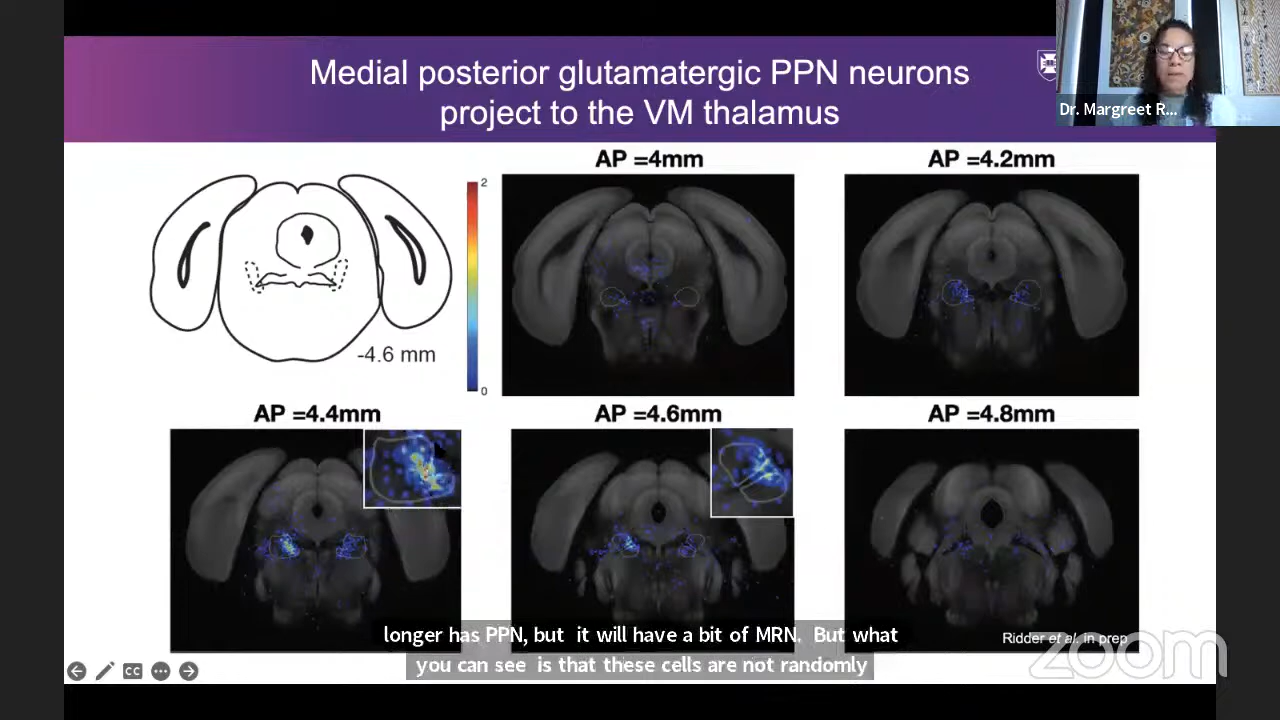 Medial posterior glutamatergic PPN neurons
project to the VM thalamus
Dr. Margreet R...
AP =4mm
AP =4.2mm
2
0
-4.6 mm
AP =4.4mm
AP =4.6mm
AP =4.8mm
longer has PPN, but it will have a bit of MRN. But what
you can see is that these cells are not randomly
Ridder et al. in prep
CC
zoom